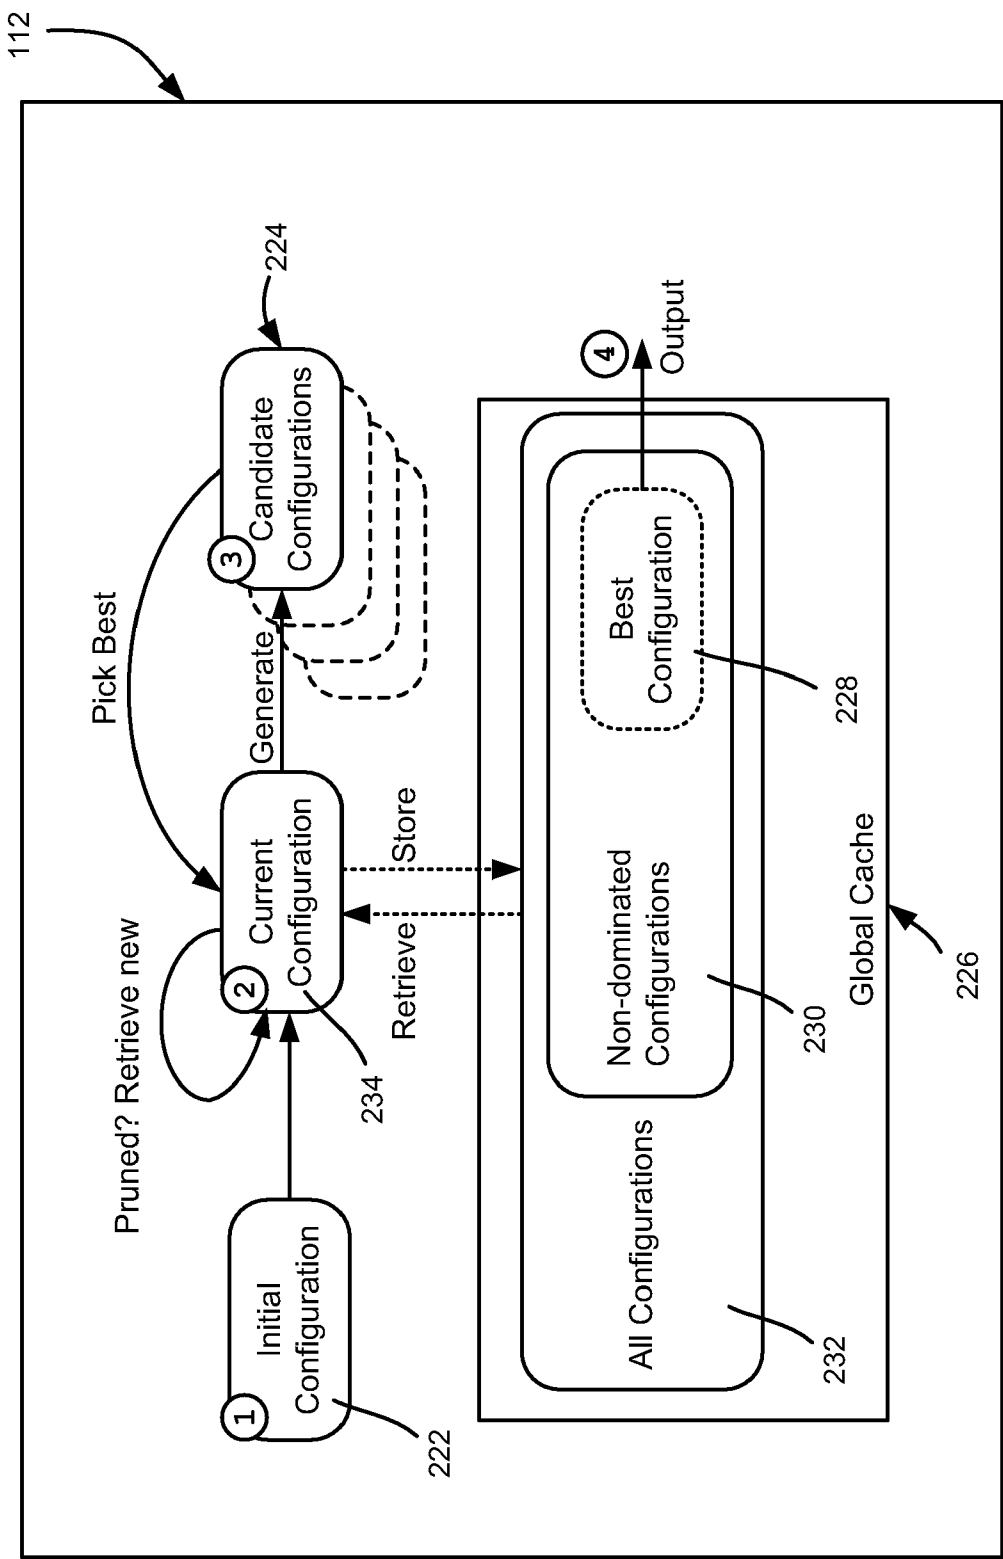 112
Pruned? Retrieve new
Pick Best
1
Initial
Configuration
222
2
Current
Configuration
234
Generate
3
Candidate
Configurations
224
Retrieve
Store
4
Output
All Configurations
232
Non-dominated
Configurations
230
Best
Configuration
228
Global Cache
226